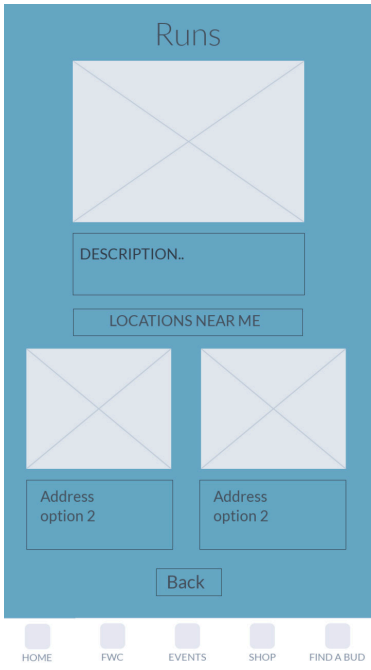 Runs
DESCRIPTION..
LOCATIONS NEAR ME
Address
option 2
Address
option 2
Back
HOME
FWC
EVENTS
SHOP
FIND A BUD